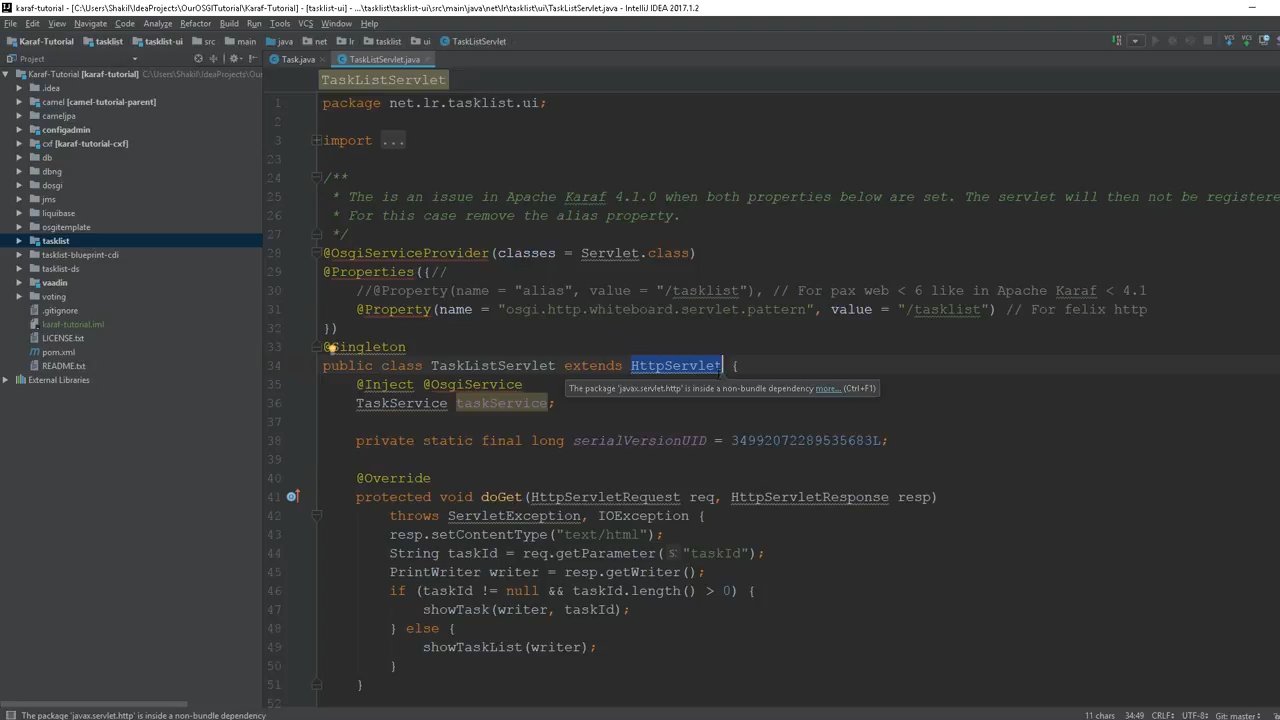 karaf-tutorial - [C:\Users\Shakil\IdeaProjects\OurOSGITutorial\Karaf-Tutorial] - [tasklist-ui] - ...\tasklist-ui\src\main\java\net\lr\tasklist\ui\TaskListServlet.java - IntelliJ IDEA 2017.1.2
File Edit View Navigate Code Analyze Refactor Build Run Tools VCS Window Help
Karaf-Tutorial tasklist tasklist-ui src main java net lr tasklist ui TaskListServlet
Project
Task.java
TaskListServlet.java
Karaf-Tutorial [karaf-tutorial] C:\Users\Shakil\IdeaProjects\Ou
.idea
camel [camel-tutorial-parent]
cameljpa
configadmin
cxf [karaf-tutorial-cxf]
db
dbng
dosgi
jms
liquibase
osgitemplate
tasklist
tasklist-blueprint-cdi
tasklist-ds
vaadin
voting
.gitignore
karaf-tutorial.iml
LICENSE.txt
pom.xml
README.txt
External Libraries
TaskListServlet
1 package net.lr.tasklist.ui;
2
3 import ...
23
24 /**
25 * The is an issue in Apache Karaf 4.1.0 when both properties below are set. The servlet will then not be registere
26 * For this case remove the alias property.
27 */
28 @OsgiServiceProvider(classes = Servlet.class)
29 @Properties({//
30 //@Property(name = "alias", value = "/tasklist"), // For pax web < 6 like in Apache Karaf < 4.1
31 @Property(name = "osgi.http.whiteboard.servlet.pattern", value = "/tasklist") // For felix http
32 })
33 @Singleton
34 public class TaskListServlet extends HttpServlet {
35 @Inject @OsgiService
The package 'javax.servlet.http' is inside a non-bundle dependency more... (Ctrl+F1)
36 TaskService taskService;
37
38 private static final long serialVersionUID = 34992072289535683L;
39
40 @Override
41 protected void doGet(HttpServletRequest req, HttpServletResponse resp)
42 throws ServletException, IOException {
43 resp.setContentType("text/html");
44 String taskId = req.getParameter( s: "taskId");
45 PrintWriter writer = resp.getWriter();
46 if (taskId != null && taskId.length() > 0) {
47 showTask(writer, taskId);
48 } else {
49 showTaskList(writer);
50 }
51 }
52
The package 'javax.servlet.http' is inside a non-bundle dependency
11 chars 34:49 CRLF÷ UTF-8÷ Git: master÷